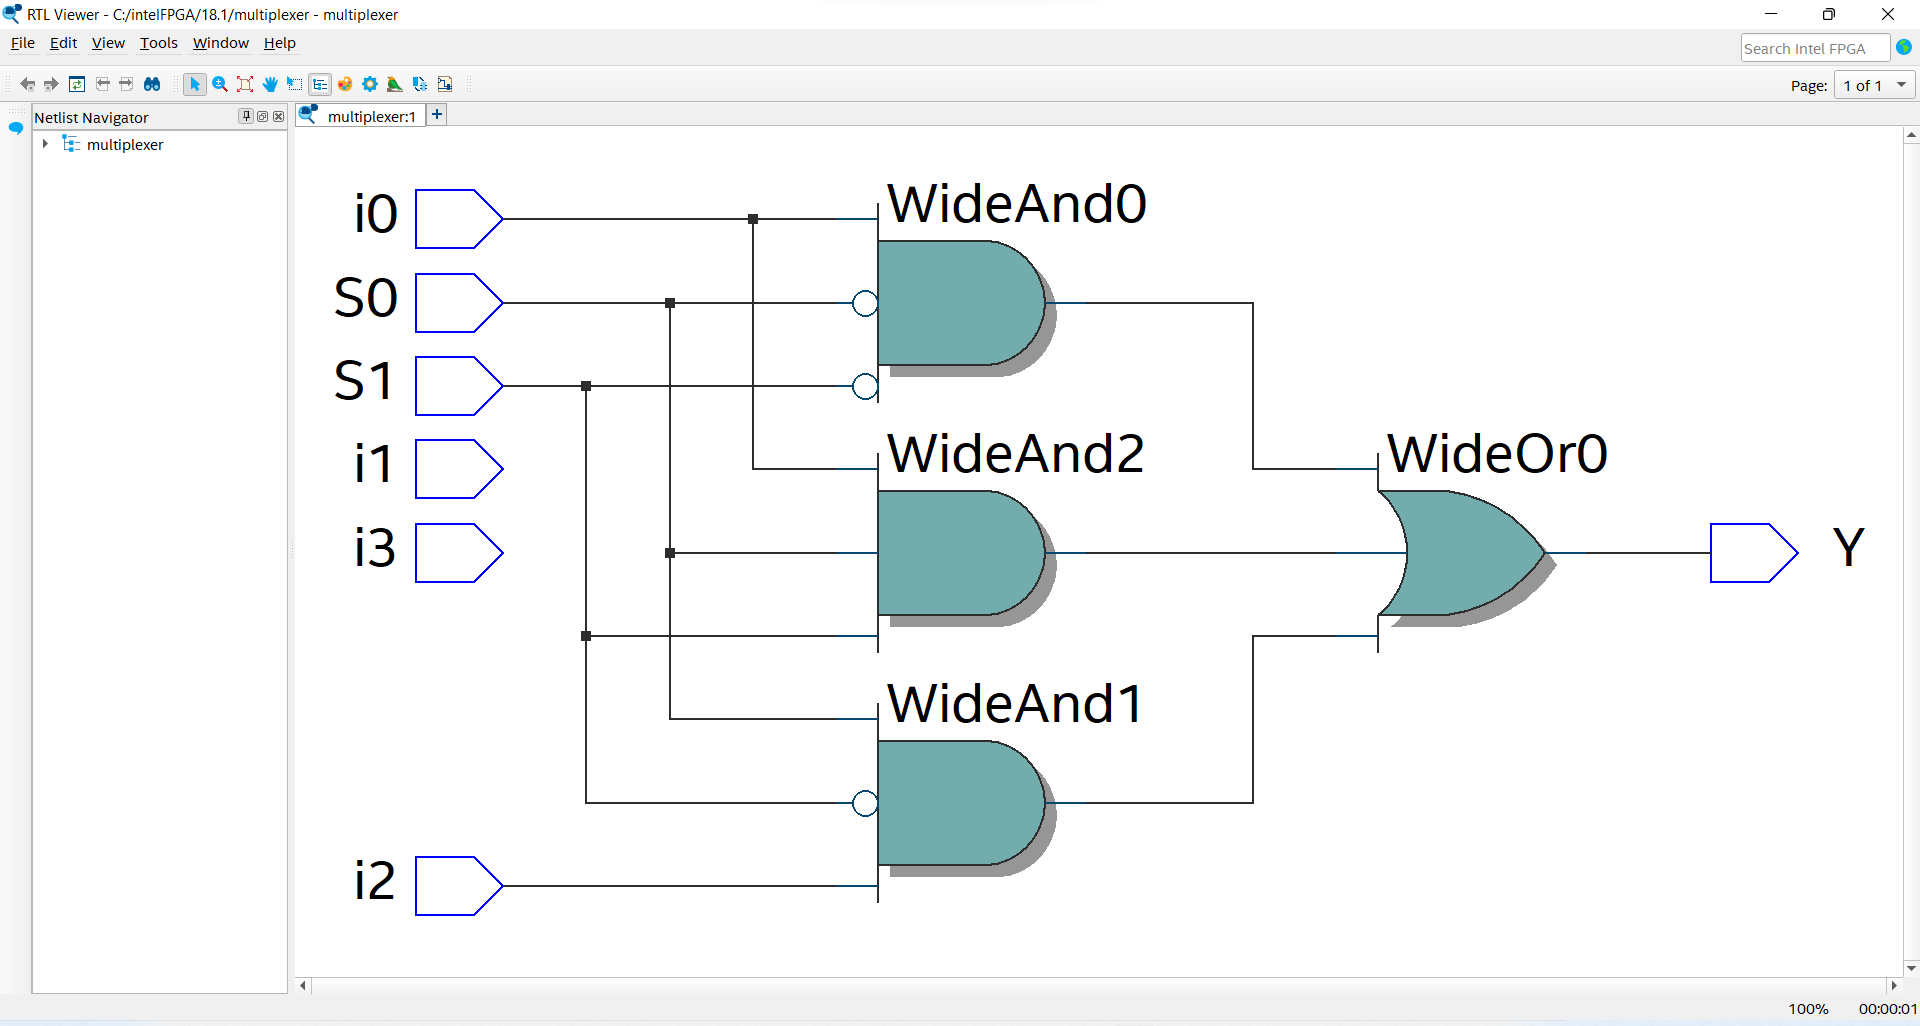 RTL Viewer - C:/intelFPGA/18.1/multiplexer - multiplexer
File Edit View Tools Window Help
Search Intel FPGA
Page: 1 of 1
Netlist Navigator
multiplexer:1
multiplexer
i0
WideAnd0
S0
S1
i1
WideAnd2
WideOr0
i3
Y
WideAnd1
i2
100% 00:00:01